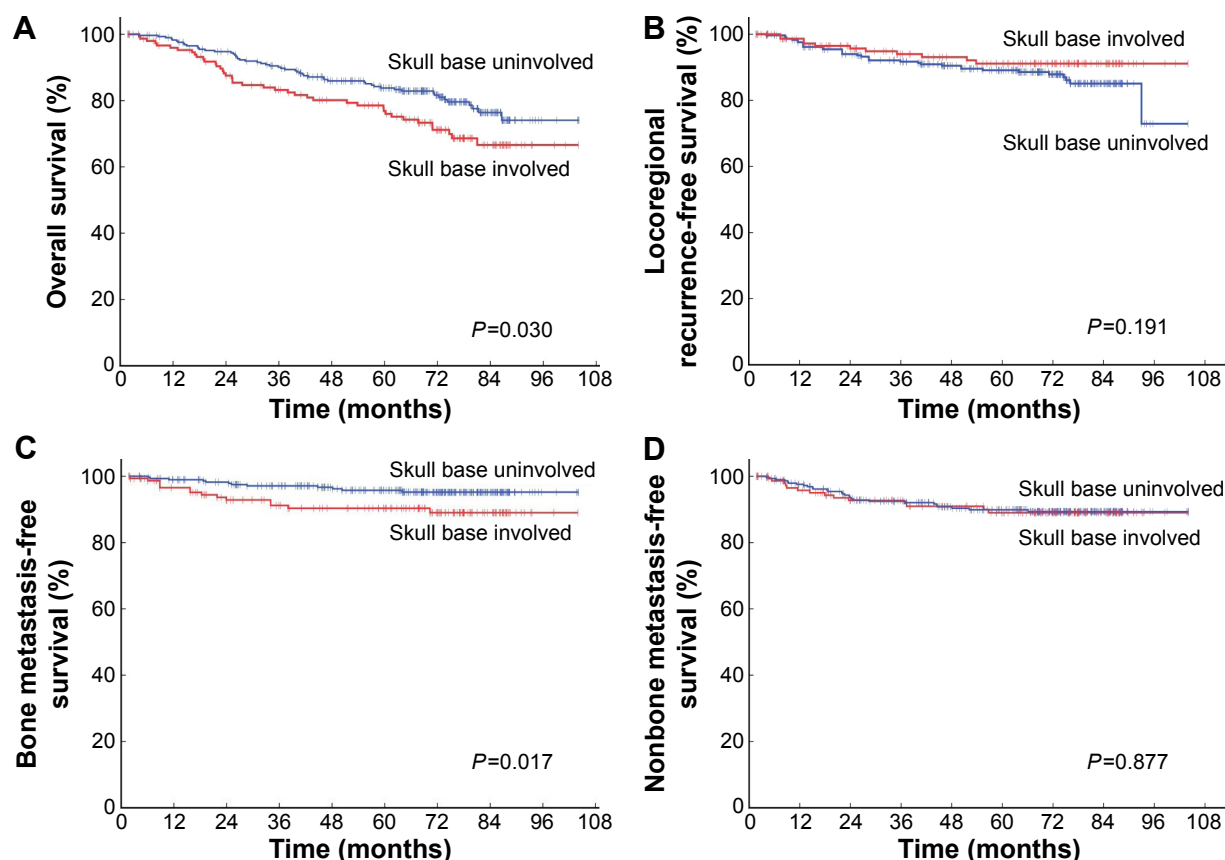 A
Overall survival (%)
100
80
60
40
20
0
Skull base uninvolved
Skull base involved
P=0.030
0 12 24 36 48 60 72 84 96 108
Time (months)
B
Locoregional
recurrence-free survival (%)
100
80
60
40
20
0
Skull base involved
Skull base uninvolved
P=0.191
0 12 24 36 48 60 72 84 96 108
Time (months)
C
Bone metastasis-free
survival (%)
100
80
60
40
20
0
Skull base uninvolved
Skull base involved
P=0.017
0 12 24 36 48 60 72 84 96 108
Time (months)
D
Nonbone metastasis-free
survival (%)
100
80
60
40
20
0
Skull base uninvolved
Skull base involved
P=0.877
0 12 24 36 48 60 72 84 96 108
Time (months)